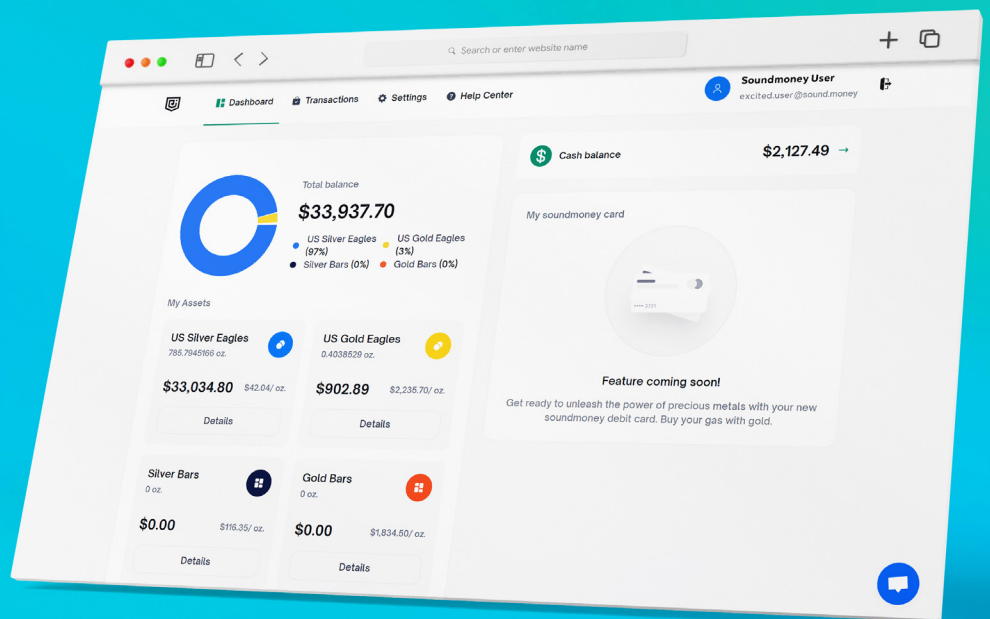 Search or enter website name
Dashboard
Transactions
Settings
Help Center
Soundmoney User
excited.user@sound.money
Total balance
$33,937.70
US Silver Eagles (97%)
US Gold Eagles (3%)
Silver Bars (0%)
Gold Bars (0%)
Cash balance
$2,127.49 →
My soundmoney card
•••• 2321
Feature coming soon!
Get ready to unleash the power of precious metals with your new
soundmoney debit card. Buy your gas with gold.
My Assets
US Silver Eagles
785.7945166 oz.
$33,034.80
$42.04/ oz.
Details
US Gold Eagles
0.4038529 oz.
$902.89
$2,235.70/ oz.
Details
Silver Bars
0 oz.
$0.00
$116.35/ oz.
Details
Gold Bars
0 oz.
$0.00
$1,834.50/ oz.
Details